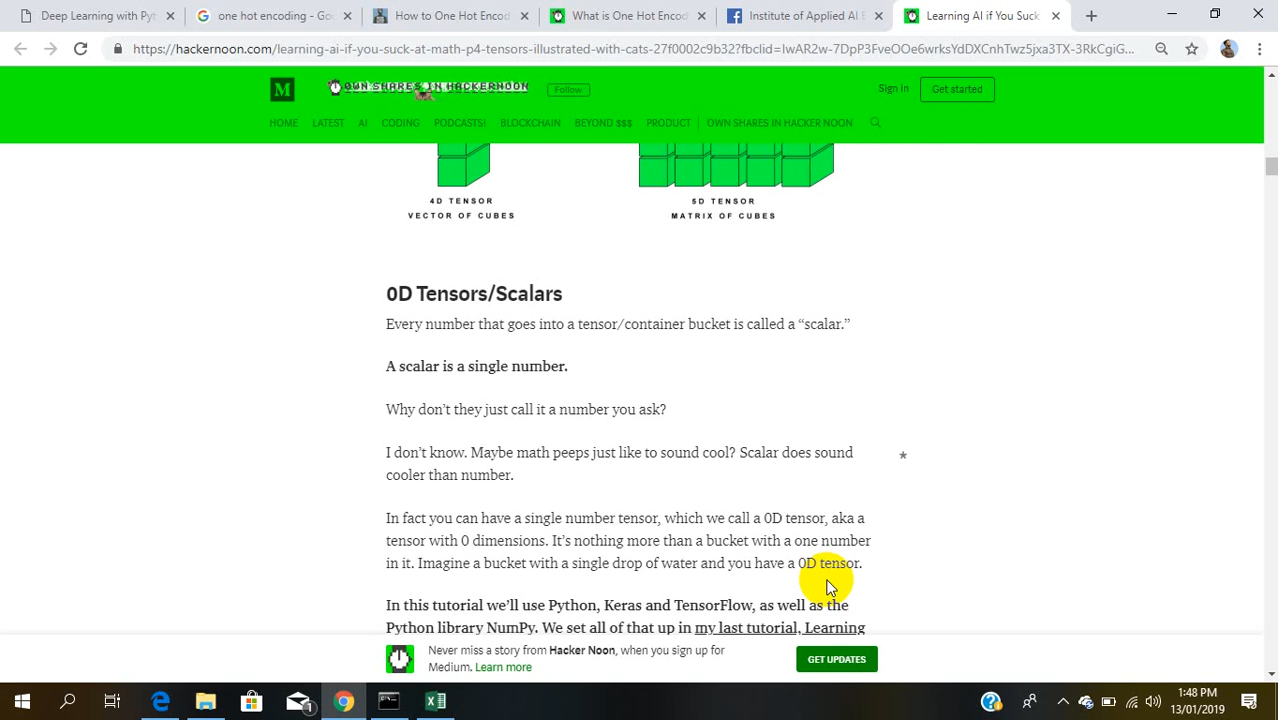 Deep Learning with Pyt
one hot encoding - Goo
How to One Hot Encod
What is One Hot Encod
Institute of Applied AI E
Learning AI if You Suck
https://hackernoon.com/learning-ai-if-you-suck-at-math-p4-tensors-illustrated-with-cats-27f0002c9b32?fbclid=IwAR2w-7DpP3FveOOe6wrksYdDXCnhTwz5jxa3TX-3RkCgiG...
M
OWN SHARES IN HACKERNOON
Follow
Sign in
Get started
HOME LATEST AI CODING PODCASTS! BLOCKCHAIN BEYOND $$$ PRODUCT OWN SHARES IN HACKER NOON
4D TENSOR
VECTOR OF CUBES
5D TENSOR
MATRIX OF CUBES
0D Tensors/Scalars
Every number that goes into a tensor/container bucket is called a “scalar.”
A scalar is a single number.
Why don’t they just call it a number you ask?
I don’t know. Maybe math peeps just like to sound cool? Scalar does sound
cooler than number.
*
In fact you can have a single number tensor, which we call a 0D tensor, aka a
tensor with 0 dimensions. It’s nothing more than a bucket with a one number
in it. Imagine a bucket with a single drop of water and you have a 0D tensor.
In this tutorial we’ll use Python, Keras and TensorFlow, as well as the
Python library NumPy. We set all of that up in my last tutorial, Learning
Never miss a story from Hacker Noon, when you sign up for
Medium. Learn more
GET UPDATES
1:48 PM
13/01/2019